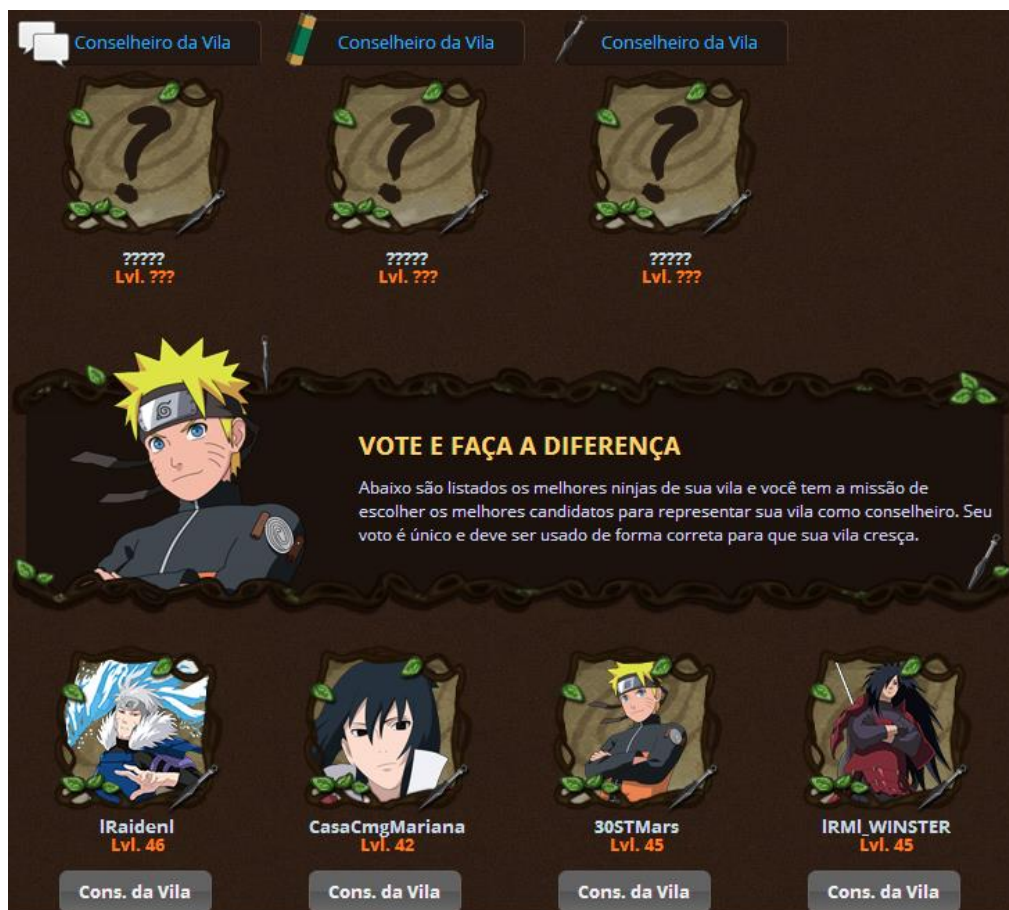 Conselheiro da Vila
Conselheiro da Vila
Conselheiro da Vila
?????
Lvl. ???
?????
Lvl. ???
?????
Lvl. ???
VOTE E FAÇA A DIFERENÇA
Abaixo são listados os melhores ninjas de sua vila e você tem a missão de
escolher os melhores candidatos para representar sua vila como conselheiro. Seu
voto é único e deve ser usado de forma correta para que sua vila cresça.
lRaidenl
Lvl. 46
CasaCmgMariana
Lvl. 42
30STMars
Lvl. 45
lRMl_WINSTER
Lvl. 45
Cons. da Vila
Cons. da Vila
Cons. da Vila
Cons. da Vila